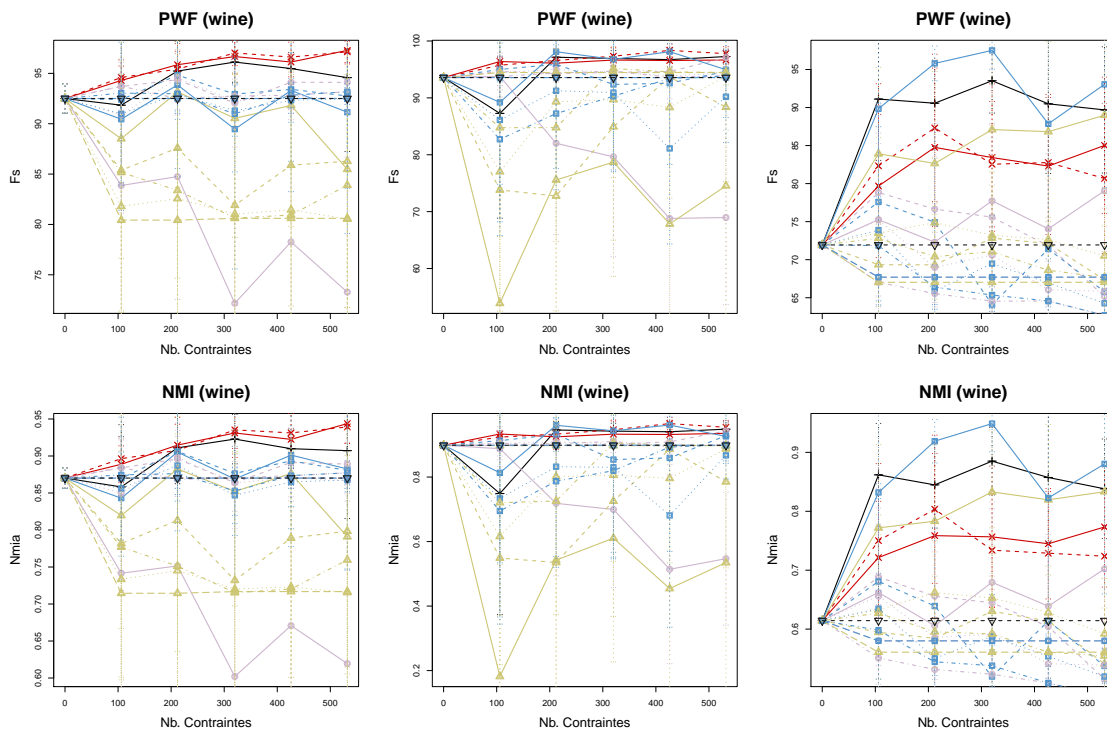 PWF (wine)
Fs
95
90
85
80
75
0 100 200 300 400 500
Nb. Contraintes
PWF (wine)
Fs
100
90
80
70
60
0 100 200 300 400 500
Nb. Contraintes
PWF (wine)
Fs
95
90
85
80
75
70
65
0 100 200 300 400 500
Nb. Contraintes
NMI (wine)
Nmia
0.95
0.90
0.85
0.80
0.75
0.70
0.65
0.60
0 100 200 300 400 500
Nb. Contraintes
NMI (wine)
Nmia
0.8
0.6
0.4
0.2
0 100 200 300 400 500
Nb. Contraintes
NMI (wine)
Nmia
0.9
0.8
0.7
0.6
0 100 200 300 400 500
Nb. Contraintes